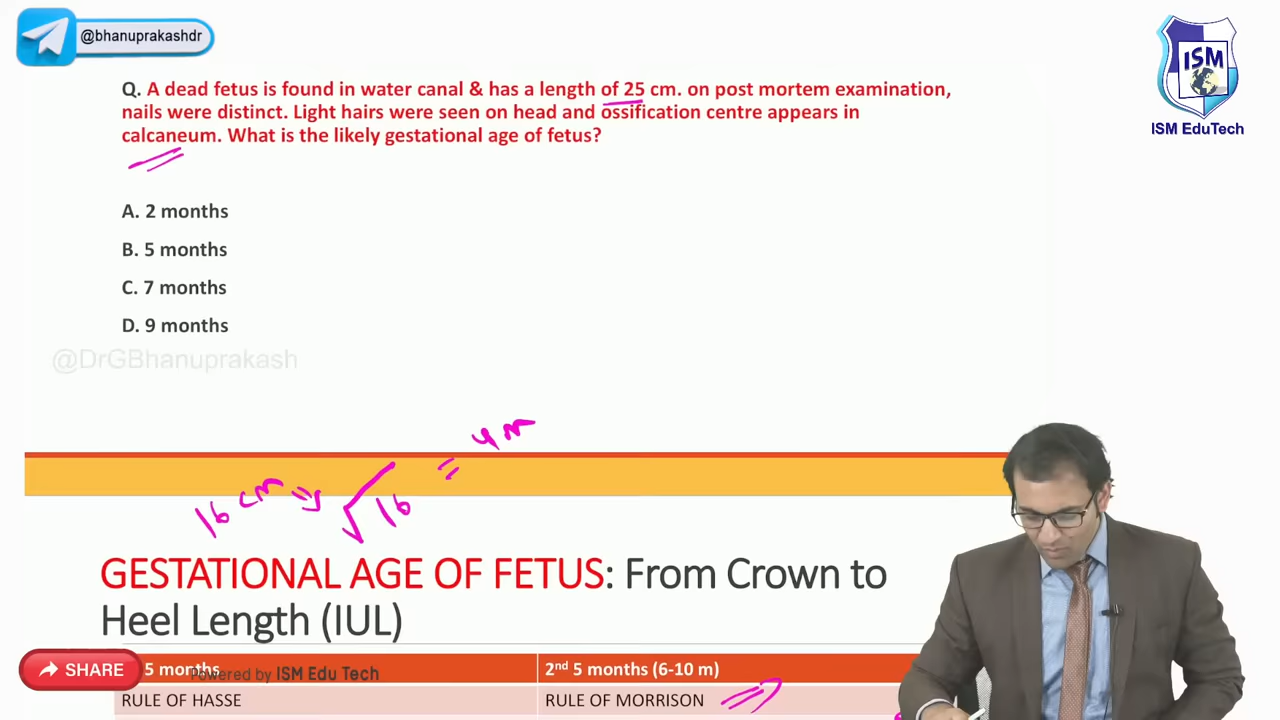 @bhanuprakashdr
ISM
ISM EduTech
Q. A dead fetus is found in water canal & has a length of 25 cm. on post mortem examination,
nails were distinct. Light hairs were seen on head and ossification centre appears in
calcaneum. What is the likely gestational age of fetus?
A. 2 months
B. 5 months
C. 7 months
D. 9 months
@DrGBhanuprakash
16 cm ⇒ √16 = 4m
GESTATIONAL AGE OF FETUS: From Crown to
Heel Length (IUL)
SHARE
5 months
Powered by ISM Edu Tech
2nd 5 months (6-10 m)
RULE OF HASSE
RULE OF MORRISON